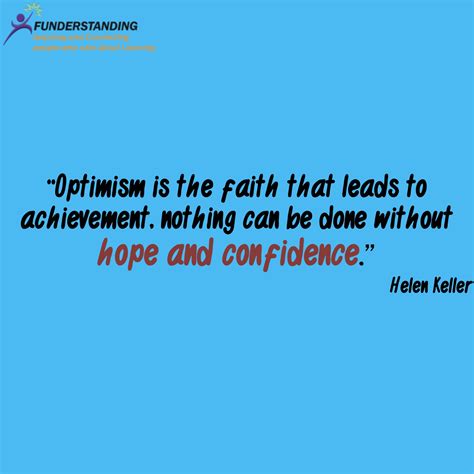 FUNDERSTANDING
"Optimism is the faith that leads to
achievement. nothing can be done without
hope and confidence."
Helen Keller